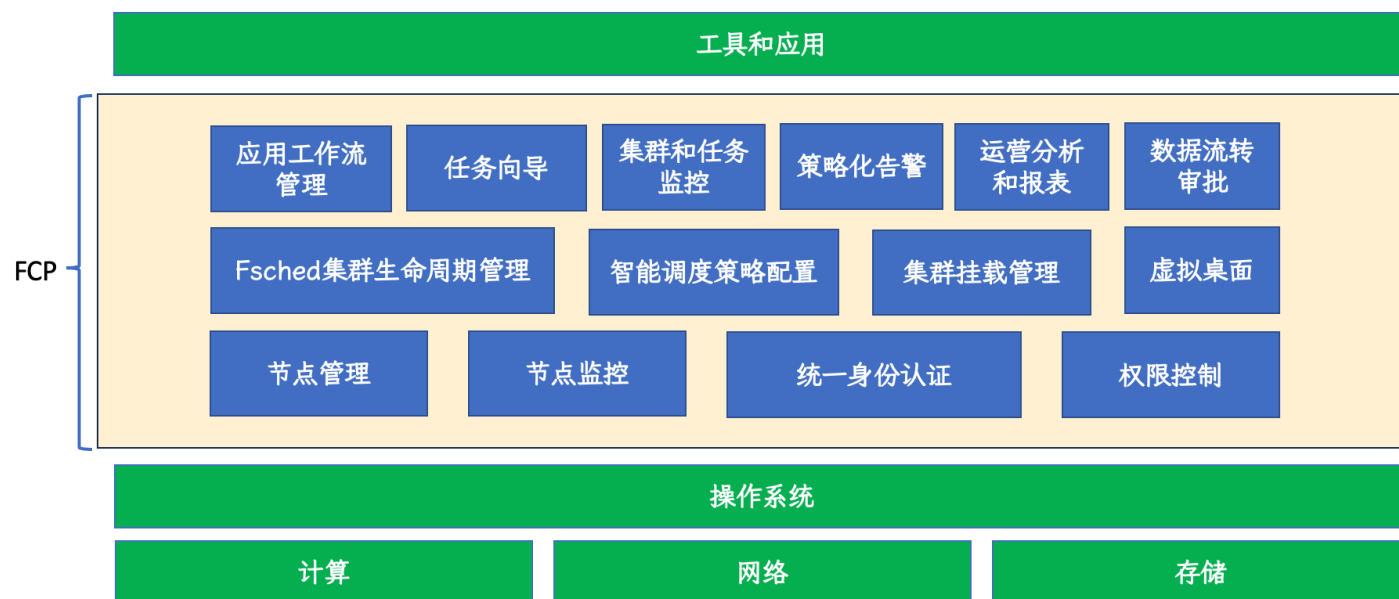 工具和应用
应用工作流
管理
任务向导
集群和任务
监控
策略化告警
运营分析
和报表
数据流转
审批
FCP
Fsched集群生命周期管理
智能调度策略配置
集群挂载管理
虚拟桌面
节点管理
节点监控
统一身份认证
权限控制
操作系统
计算
网络
存储